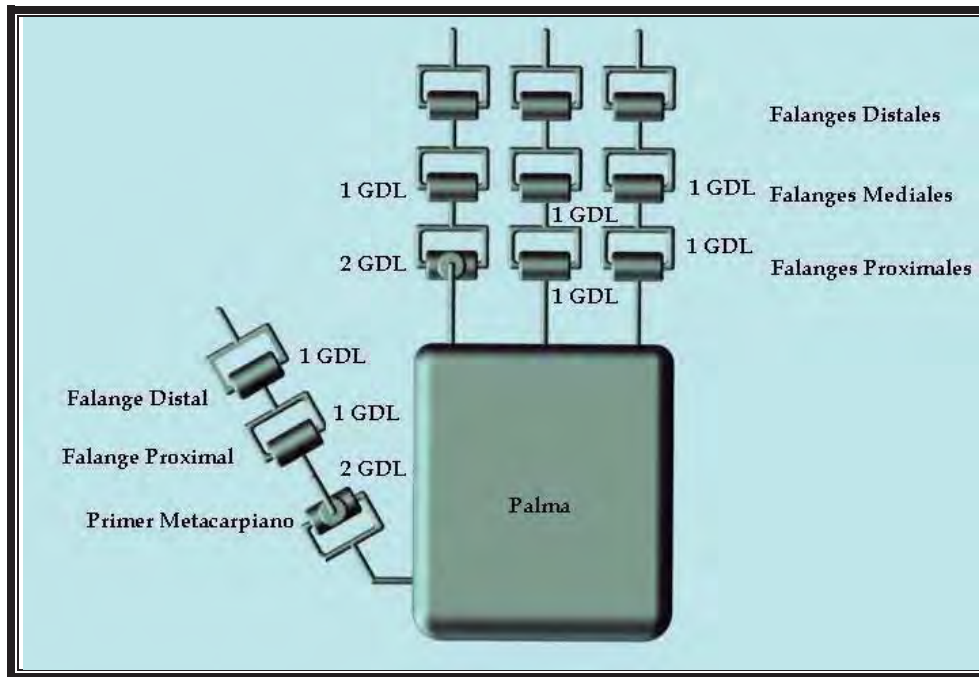 Falanges Distales
1 GDL
1 GDL
Falanges Mediales
1 GDL
1 GDL
2 GDL
Falanges Proximales
1 GDL
1 GDL
Falange Distal
1 GDL
Falange Proximal
2 GDL
Primer Metacarpiano
Palma